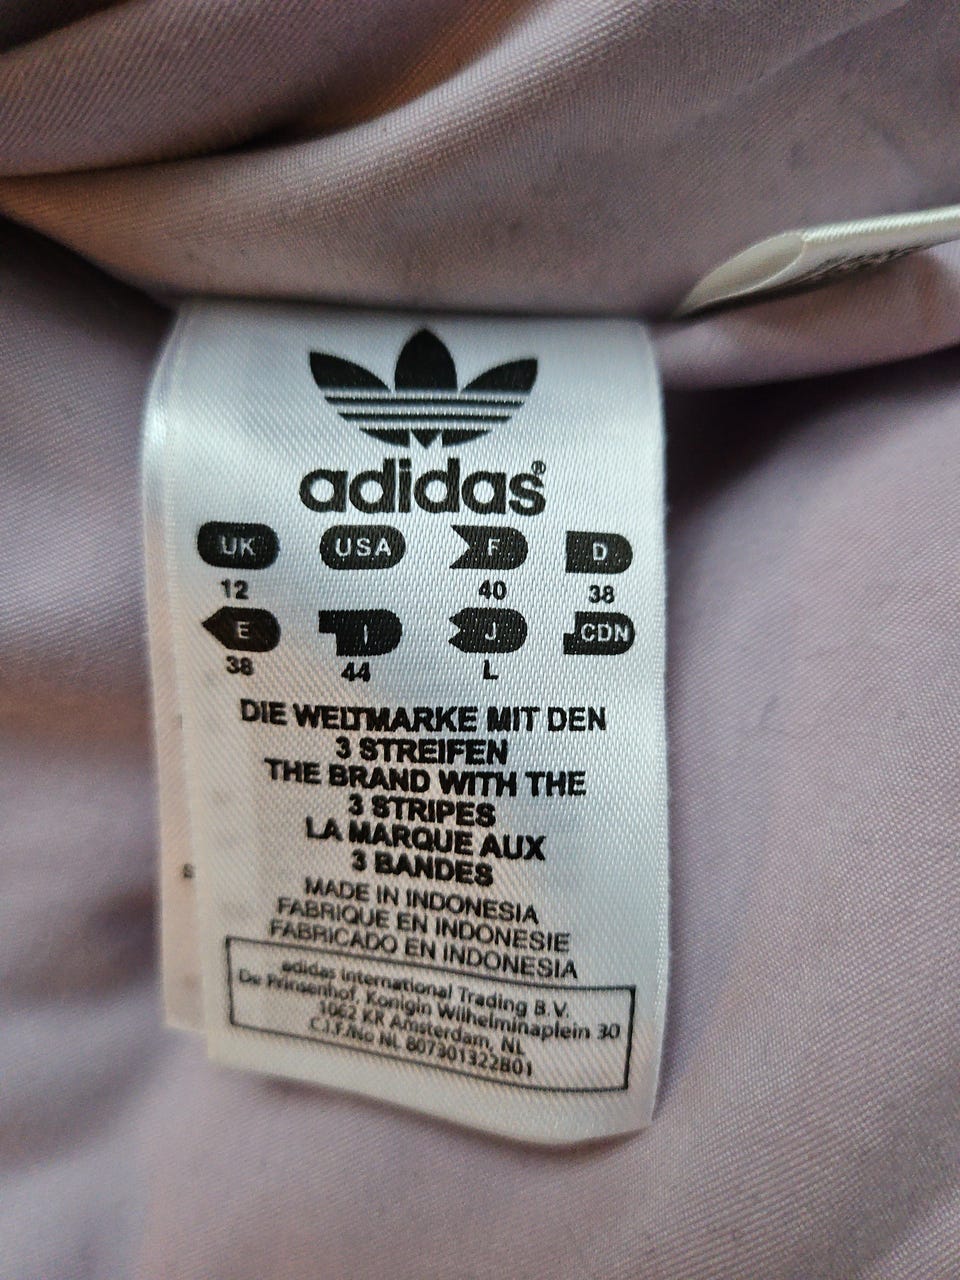 adidas®
UK USA F D
12 40 38
E I J CDN
38 44 L
DIE WELTMARKE MIT DEN
3 STREIFEN
THE BRAND WITH THE
3 STRIPES
LA MARQUE AUX
3 BANDES
MADE IN INDONESIA
FABRIQUE EN INDONESIE
FABRICADO EN INDONESIA
adidas International Trading B.V.
De Prinsenhof, Konigin Wilhelminaplein 30
1062 KR Amsterdam, NL
C.I.F./No NL 807301322B01